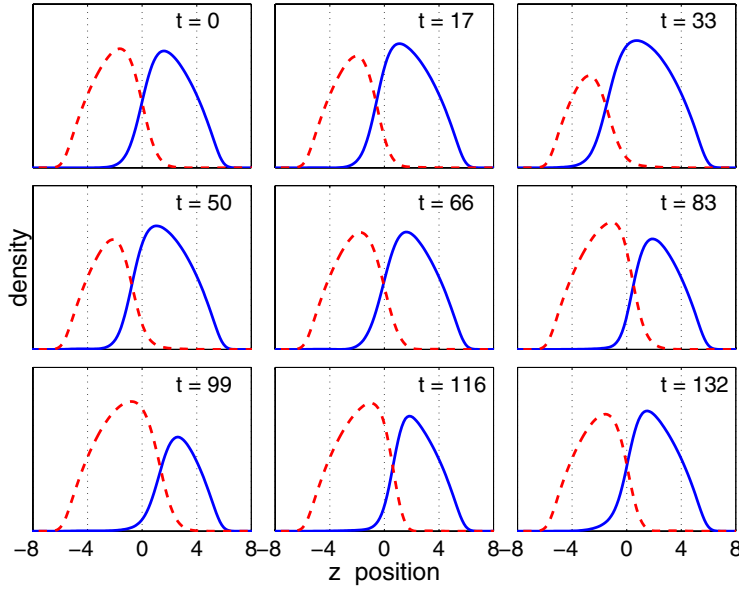 t = 0
t = 17
t = 33
t = 50
t = 66
t = 83
density
t = 99
t = 116
t = 132
−8 −4 0 4 8
−8 −4 0 4 8
−8 −4 0 4 8
z position